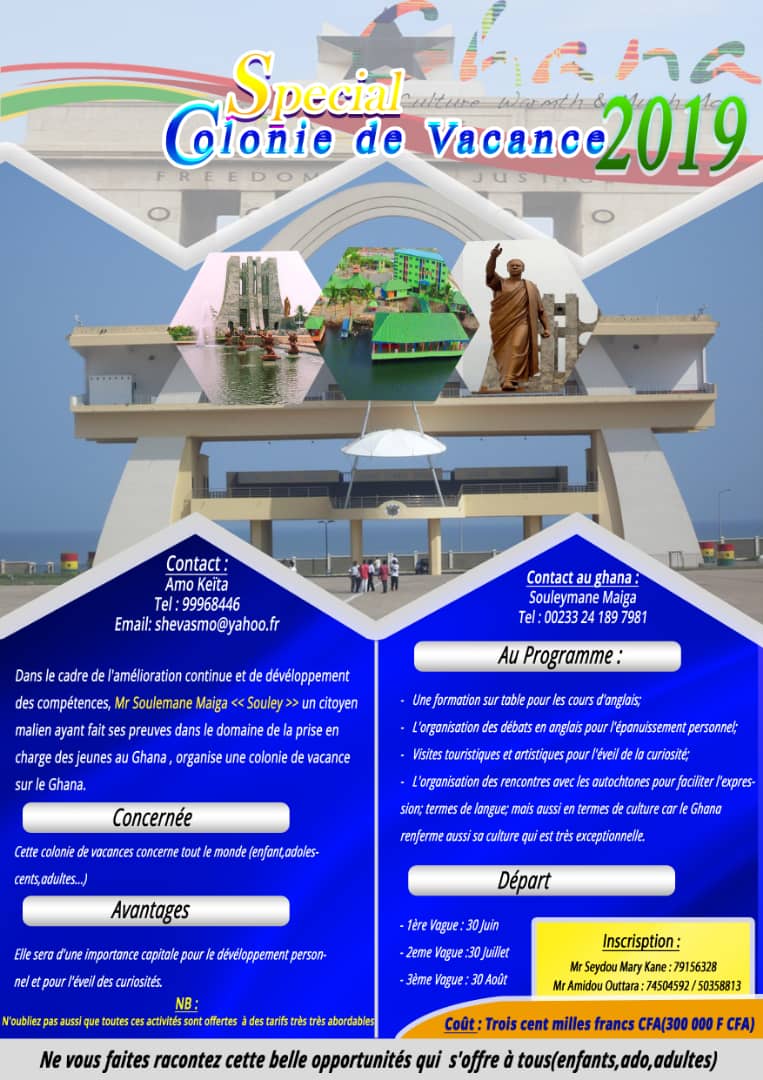 Ghana
Culture Warmth & Much Mo
Special
Colonie de Vacance 2019
FREEDOM JUSTICE
Contact :
Amo Keïta
Tel : 99968446
Email: shevasmo@yahoo.fr
Dans le cadre de l'amélioration continue et de dévéloppement
des compétences, Mr Soulemane Maiga << Souley >> un citoyen
malien ayant fait ses preuves dans le domaine de la prise en
charge des jeunes au Ghana , organise une colonie de vacance
sur le Ghana.
Concernée
Cette colonie de vacances concerne tout le monde (enfant,adoles-
cents,adultes...)
Avantages
Elle sera d'une importance capitale pour le dévéloppement person-
nel et pour l'éveil des curiosités.
NB :
N'oubliez pas aussi que toutes ces activités sont offertes à des tarifs très très abordables
Contact au ghana :
Souleymane Maiga
Tel : 00233 24 189 7981
Au Programme :
- Une formation sur table pour les cours d'anglais;
- L'organisation des débats en anglais pour l'épanuissement personnel;
- Visites touristiques et artistiques pour l'éveil de la curiosité;
- L'organisation des rencontres avec les autochtones pour faciliter l'expres-
sion; termes de langue; mais aussi en termes de culture car le Ghana
renferme aussi sa culture qui est très exceptionnelle.
Départ
- 1ère Vague : 30 Juin
- 2eme Vague :30 Juillet
- 3ème Vague : 30 Août
Inscrisption :
Mr Seydou Mary Kane : 79156328
Mr Amidou Outtara : 74504592 / 50358813
Coût : Trois cent milles francs CFA(300 000 F CFA)
Ne vous faites racontez cette belle opportunités qui s'offre à tous(enfants,ado,adultes)